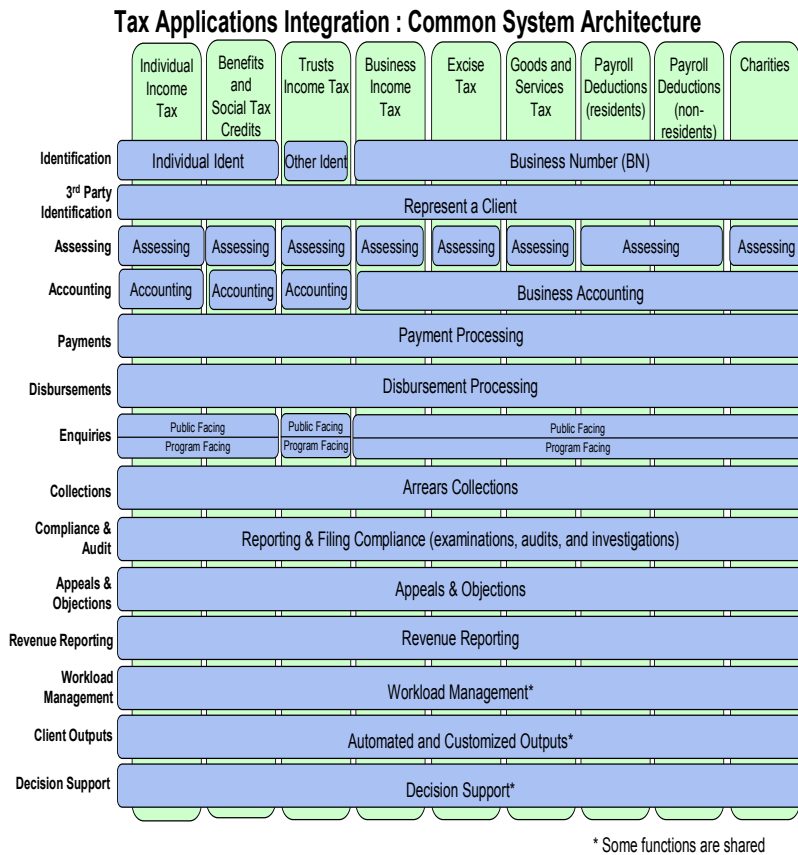 Tax Applications Integration : Common System Architecture
Individual
Income
Tax
Benefits
and
Social Tax
Credits
Trusts
Income Tax
Business
Income
Tax
Excise
Tax
Goods and
Services
Tax
Payroll
Deductions
(residents)
Payroll
Deductions
(non-
residents)
Charities
Identification
Individual Ident
Other Ident
Business Number (BN)
3rd Party
Identification
Represent a Client
Assessing
Assessing
Assessing
Assessing
Assessing
Assessing
Assessing
Assessing
Assessing
Accounting
Accounting
Accounting
Accounting
Business Accounting
Payments
Payment Processing
Disbursements
Disbursement Processing
Enquiries
Public Facing
Program Facing
Public Facing
Program Facing
Public Facing
Program Facing
Collections
Arrears Collections
Compliance &
Audit
Reporting & Filing Compliance (examinations, audits, and investigations)
Appeals &
Objections
Appeals & Objections
Revenue Reporting
Revenue Reporting
Workload
Management
Workload Management*
Client Outputs
Automated and Customized Outputs*
Decision Support
Decision Support*
* Some functions are shared